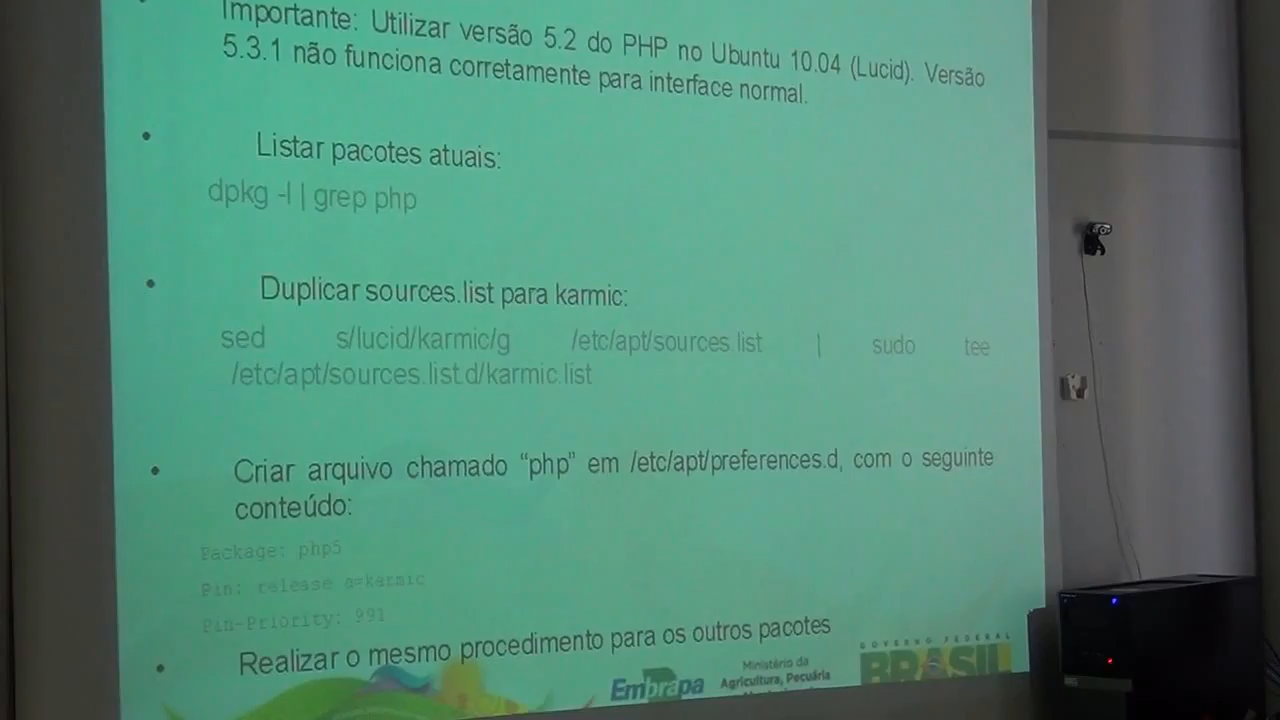 Importante: Utilizar versão 5.2 do PHP no Ubuntu 10.04 (Lucid). Versão
5.3.1 não funciona corretamente para interface normal.
• Listar pacotes atuais:
dpkg -l | grep php
• Duplicar sources.list para karmic:
sed s/lucid/karmic/g /etc/apt/sources.list | sudo tee
/etc/apt/sources.list.d/karmic.list
• Criar arquivo chamado “php” em /etc/apt/preferences.d, com o seguinte
conteúdo:
Package: php5
Pin: release a=karmic
Pin-Priority: 991
• Realizar o mesmo procedimento para os outros pacotes
Embrapa
Ministério da
Agricultura, Pecuária
GOVERNO FEDERAL
BRASIL